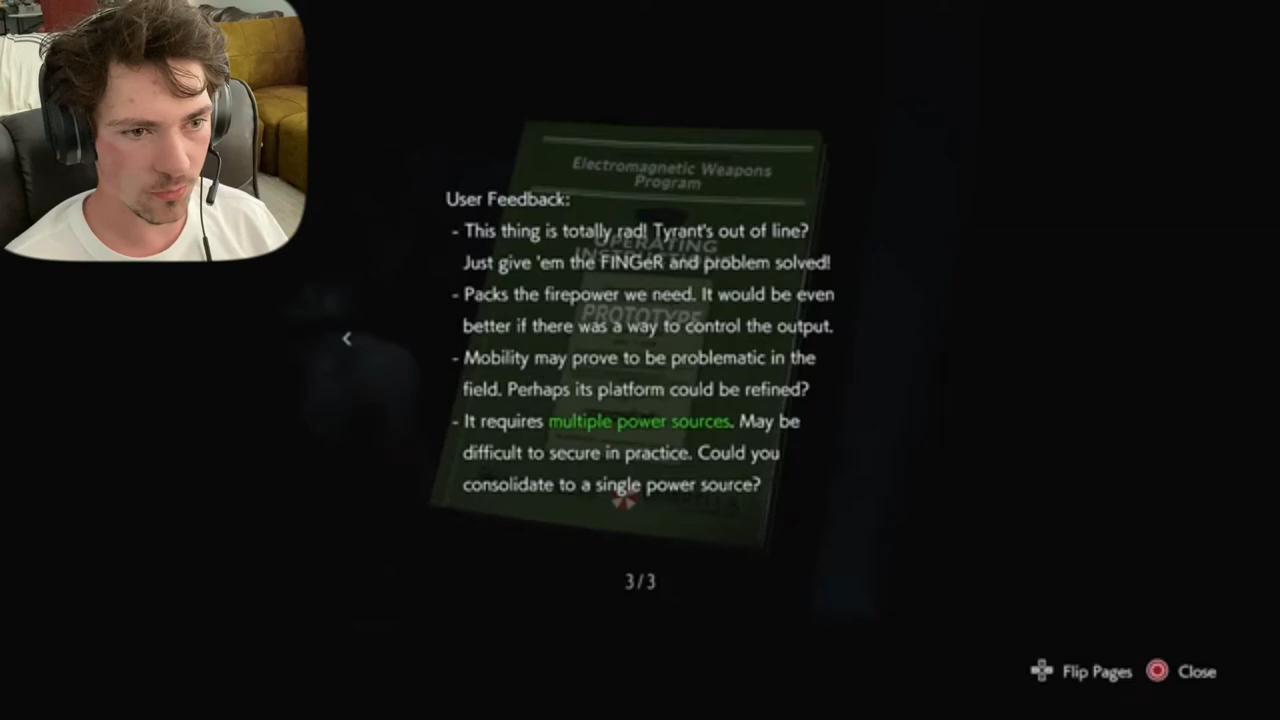 Electromagnetic Weapons
Program
User Feedback:
- This thing is totally rad! Tyrant's out of line?
Just give 'em the FINGeR and problem solved!
- Packs the firepower we need. It would be even
better if there was a way to control the output.
- Mobility may prove to be problematic in the
field. Perhaps its platform could be refined?
- It requires multiple power sources. May be
difficult to secure in practice. Could you
consolidate to a single power source?
OPERATING
INSTRUCTIONS
PROTOTYPE
3/3
Flip Pages
Close